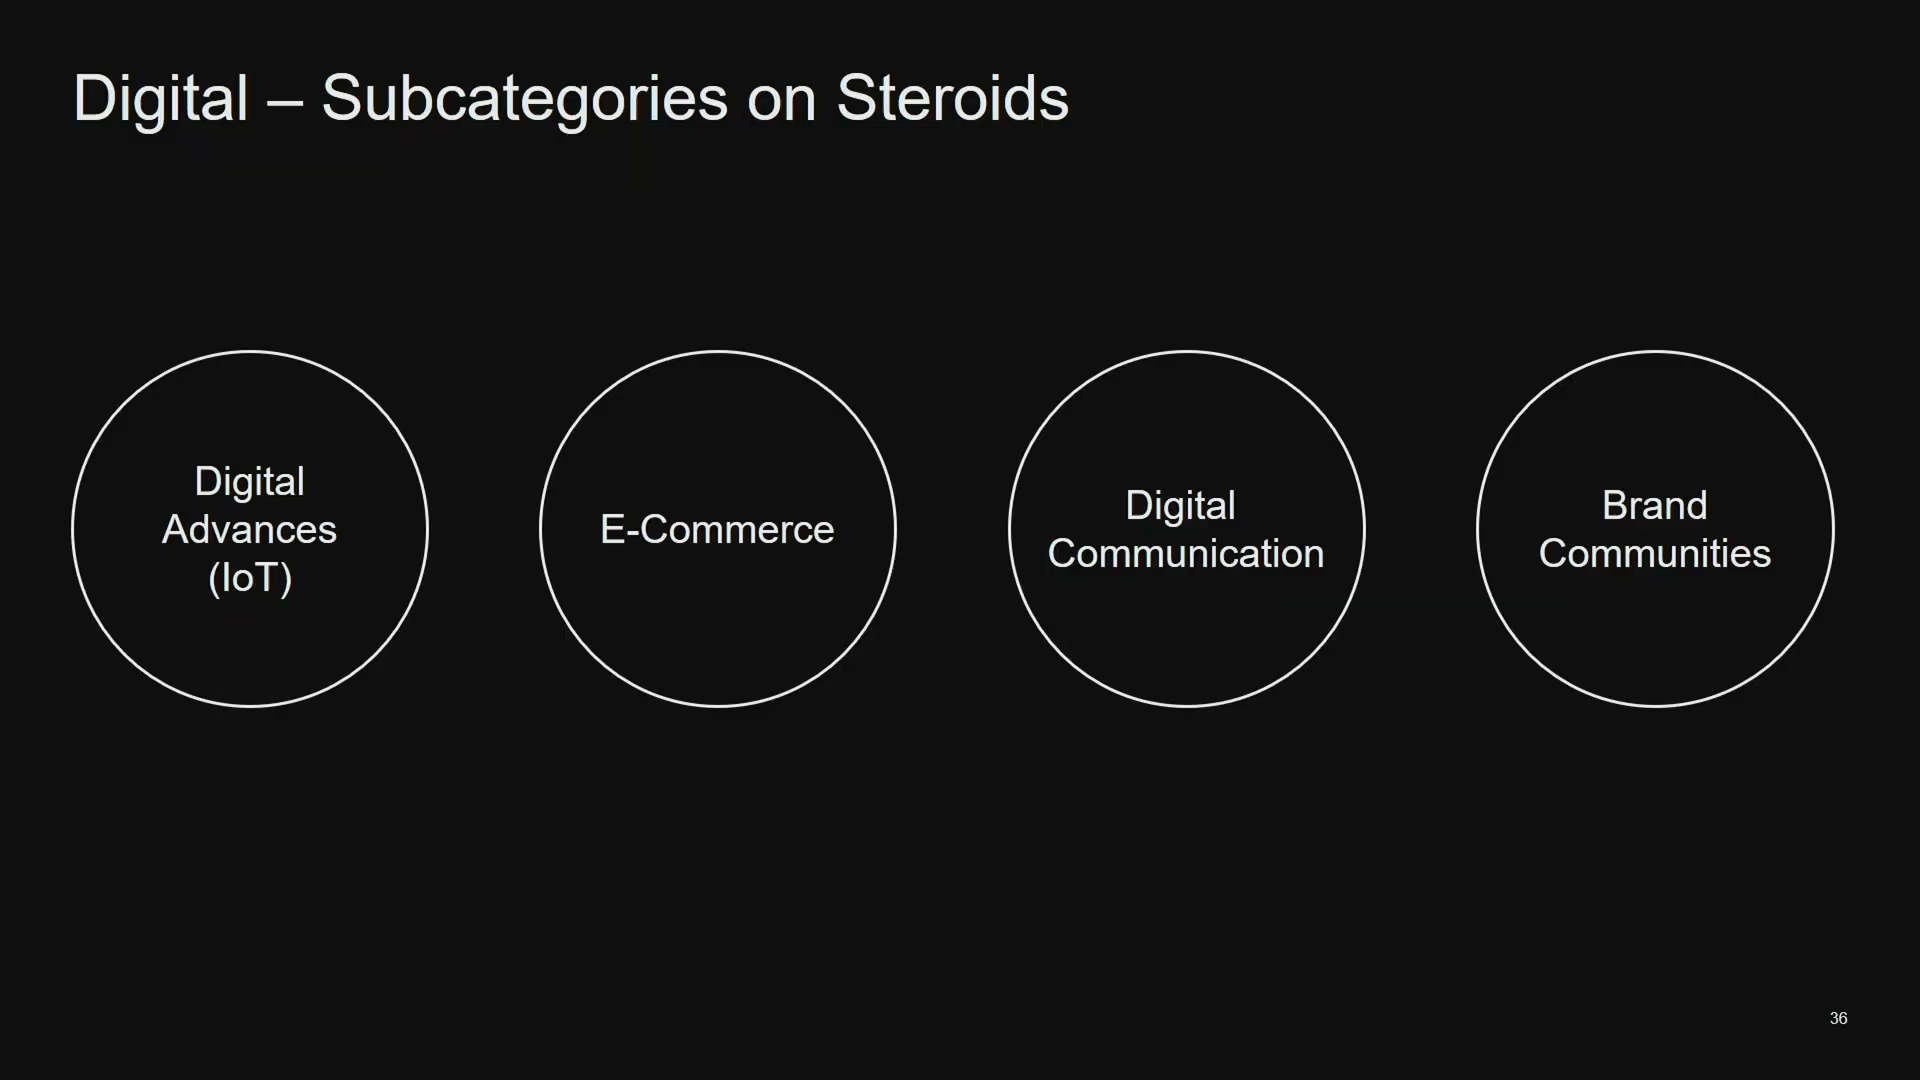 Digital – Subcategories on Steroids
Digital
Advances
(IoT)
E-Commerce
Digital
Communication
Brand
Communities
36